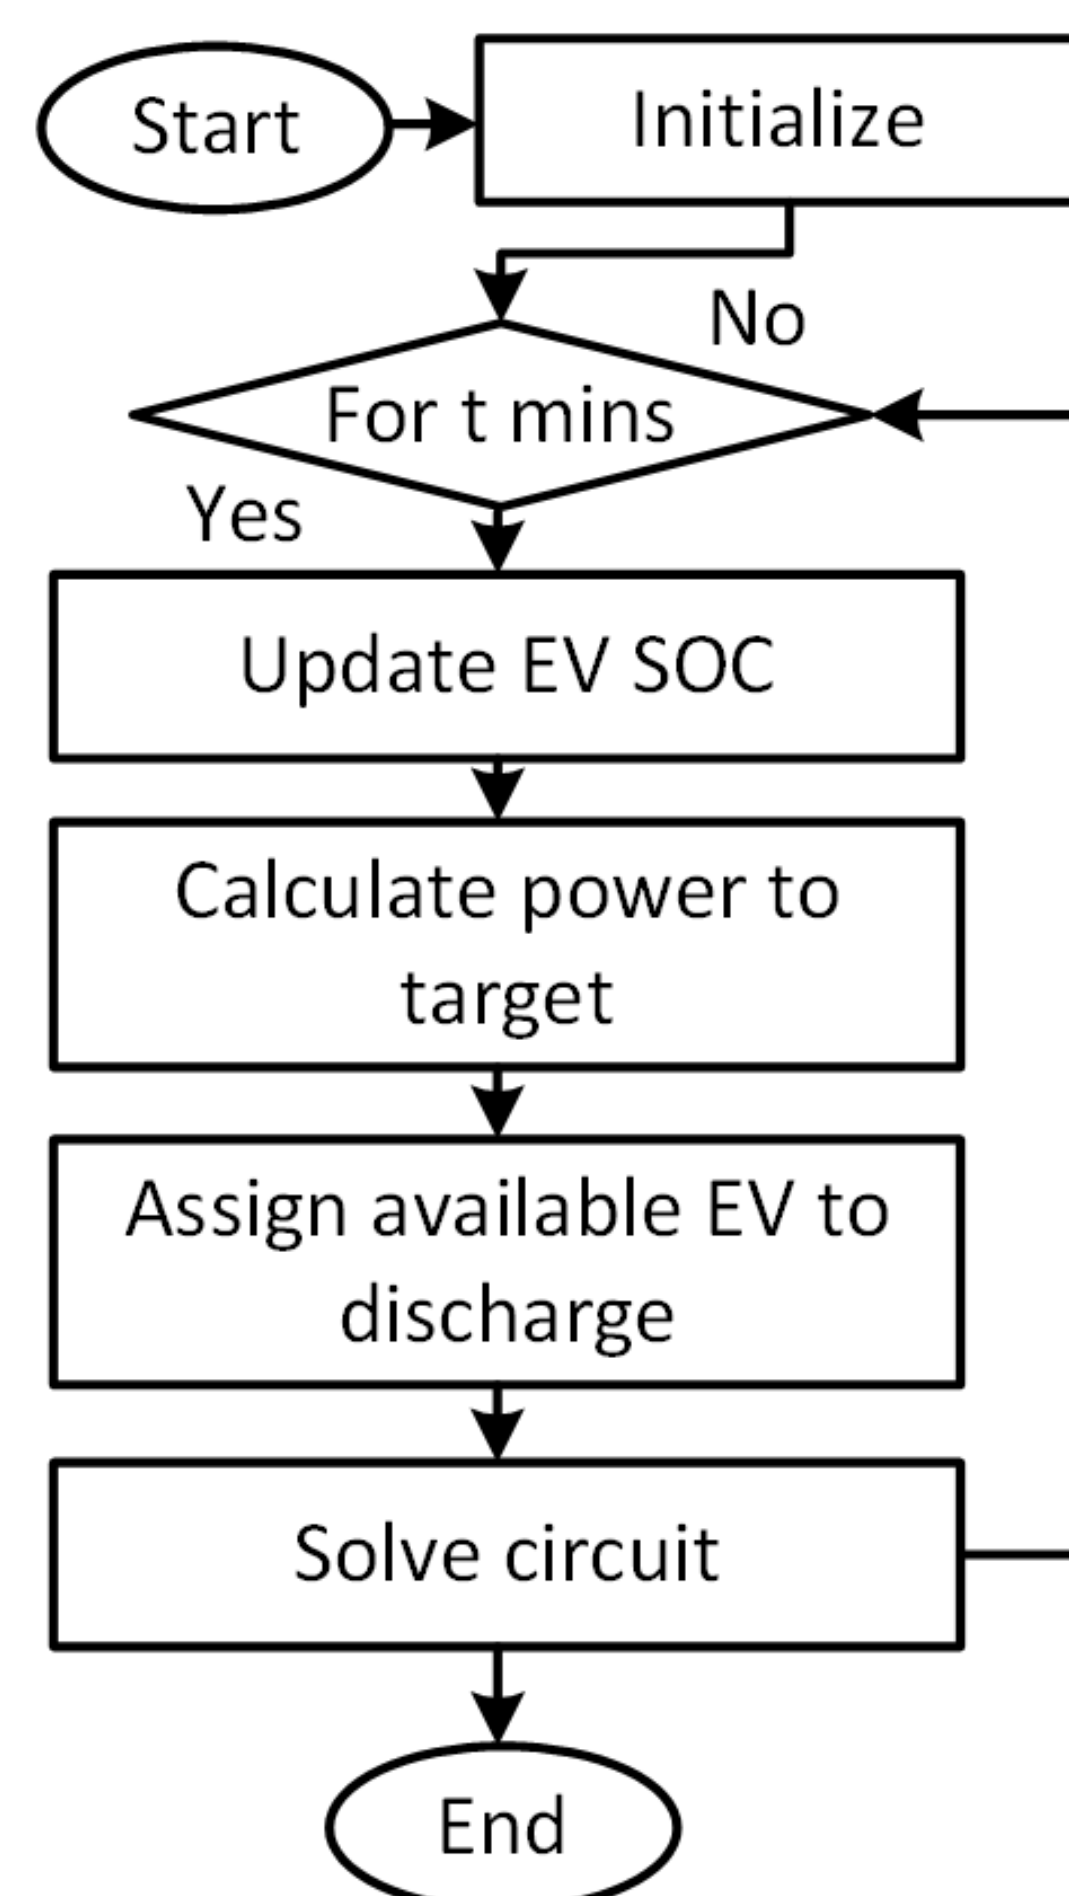 Start
Initialize
No
For t mins
Yes
Update EV SOC
Calculate power to
target
Assign available EV to
discharge
Solve circuit
End